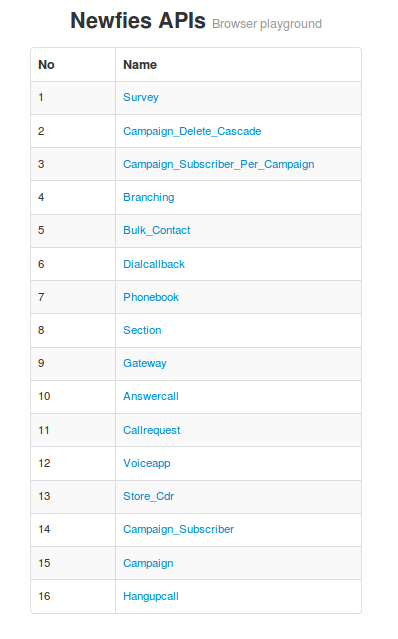 Newfies APIs Browser playground
No Name
1 Survey
2 Campaign_Delete_Cascade
3 Campaign_Subscriber_Per_Campaign
4 Branching
5 Bulk_Contact
6 Dialcallback
7 Phonebook
8 Section
9 Gateway
10 Answercall
11 Callrequest
12 Voiceapp
13 Store_Cdr
14 Campaign_Subscriber
15 Campaign
16 Hangupcall